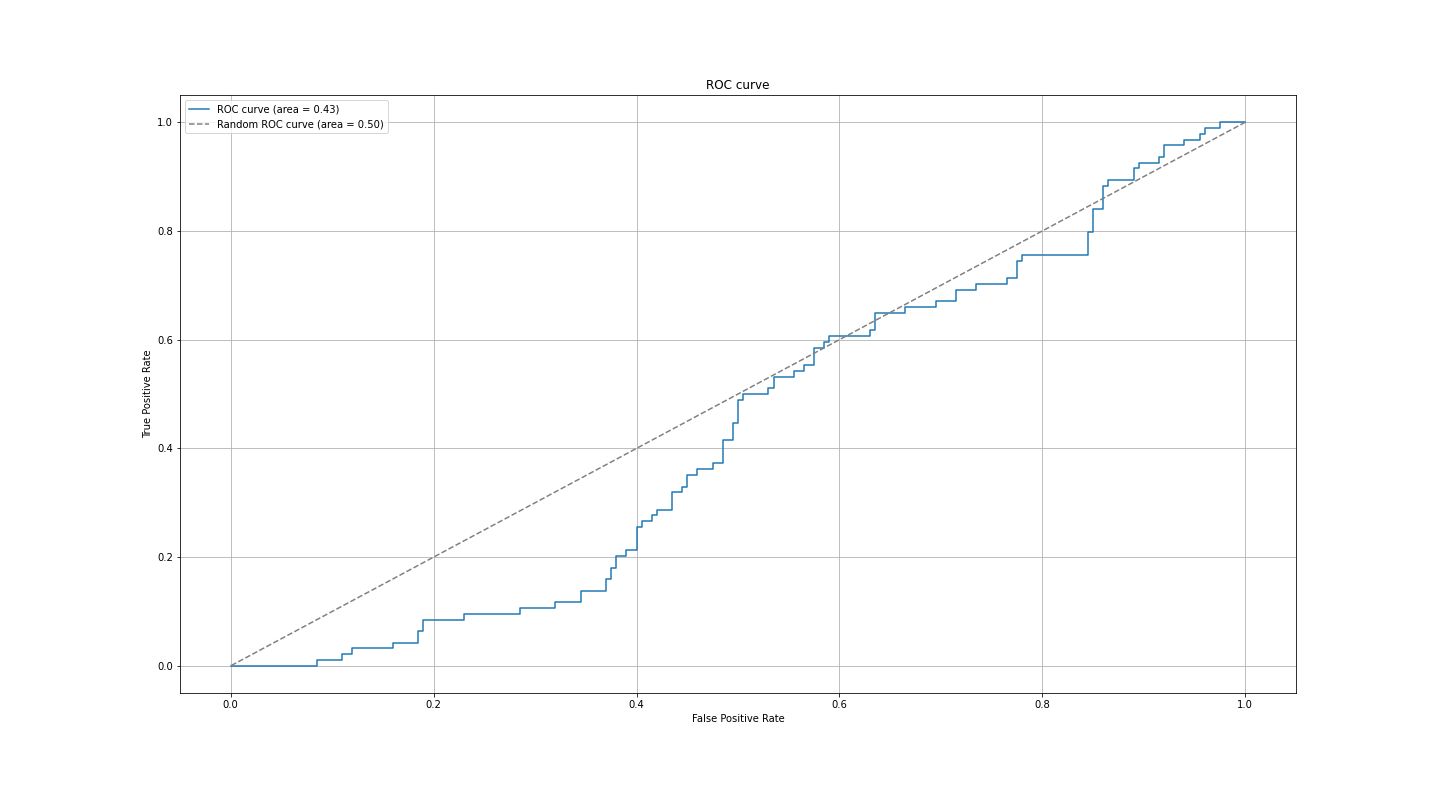 ROC curve
ROC curve (area = 0.43)
Random ROC curve (area = 0.50)
1.0
0.8
0.6
0.4
0.2
0.0
True Positive Rate
0.0 0.2 0.4 0.6 0.8 1.0
False Positive Rate